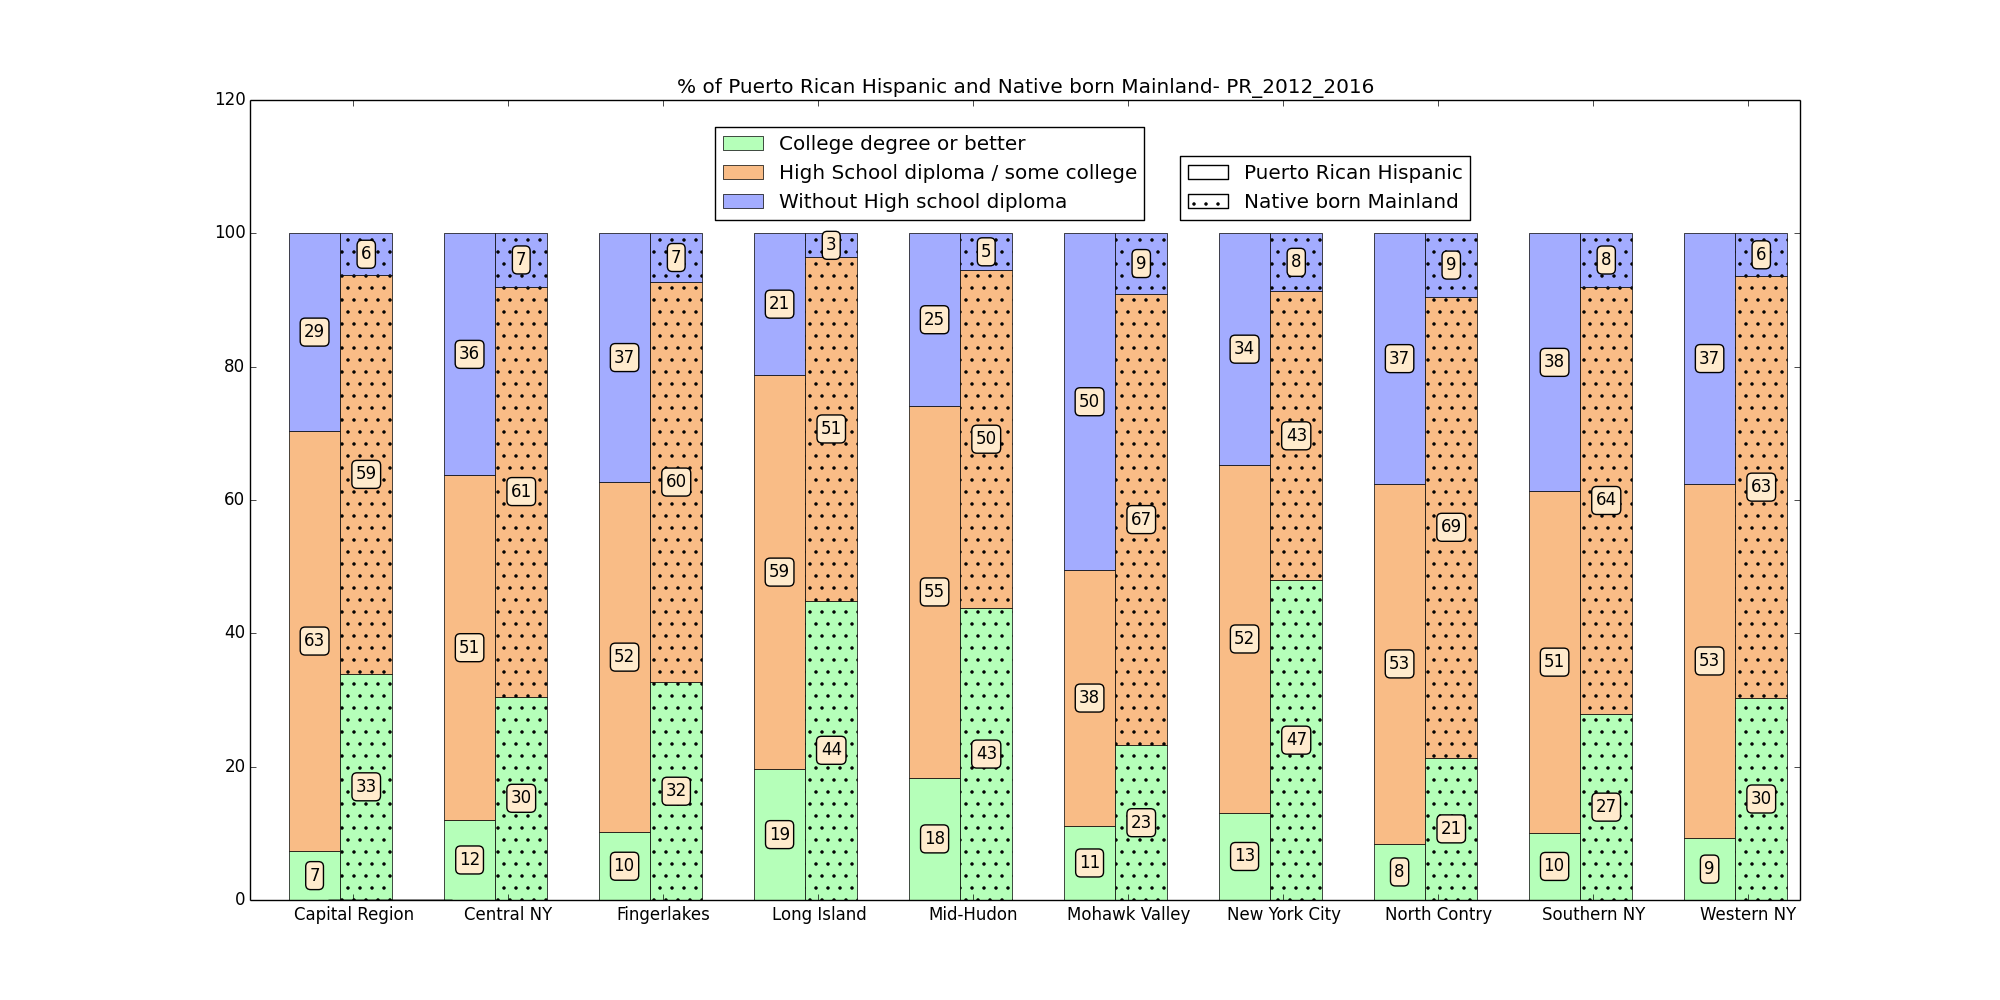 % of Puerto Rican Hispanic and Native born Mainland- PR_2012_2016
120
College degree or better
High School diploma / some college
Without High school diploma
Puerto Rican Hispanic
Native born Mainland
100
80
60
40
20
0
29 6 36 7 37 7 21 3 25 5 50 9 34 8 37 9 38 8 37 6
63 59 51 61 52 60 59 51 55 50 38 67 52 43 53 69 51 64 53 63
7 33 12 30 10 32 19 44 18 43 11 23 13 47 8 21 10 27 9 30
Capital Region Central NY Fingerlakes Long Island Mid-Hudon Mohawk Valley New York City North Contry Southern NY Western NY